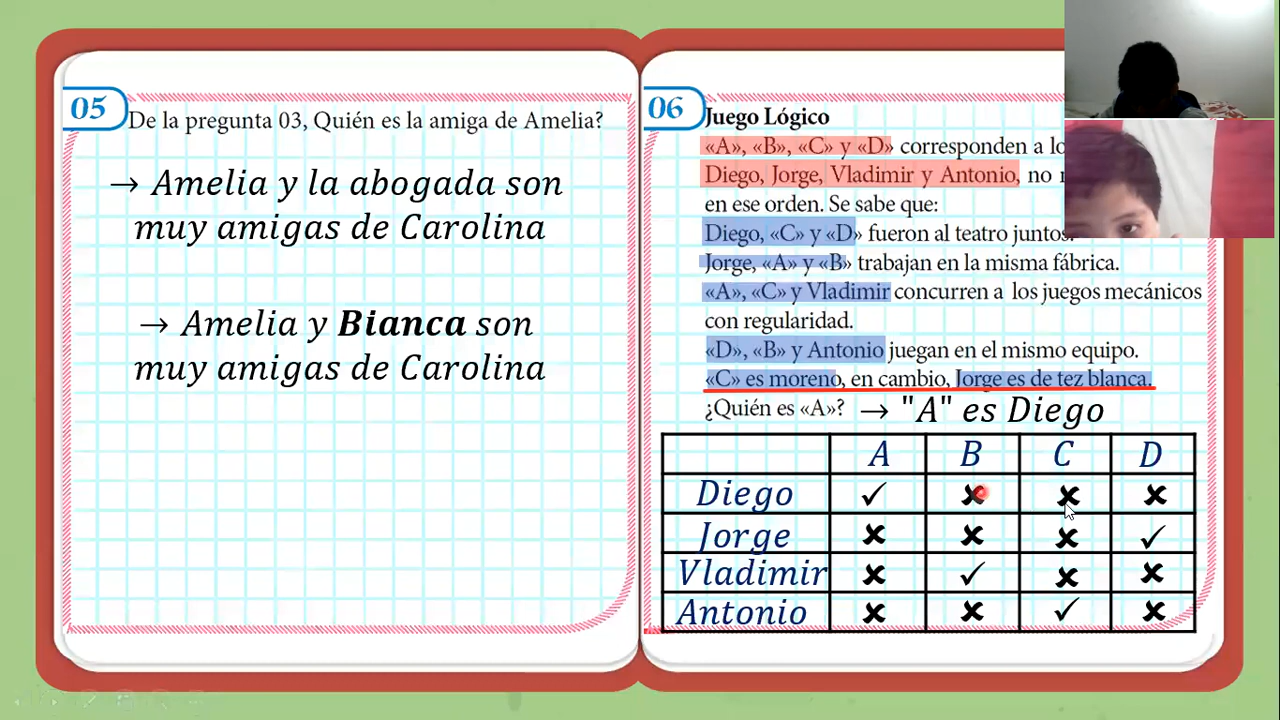 05
De la pregunta 03, Quién es la amiga de Amelia?
→ Amelia y la abogada son
muy amigas de Carolina
→ Amelia y Bianca son
muy amigas de Carolina
06
Juego Lógico
«A», «B», «C» y «D» corresponden a
Diego, Jorge, Vladimir y Antonio, no
en ese orden. Se sabe que:
Diego, «C» y «D» fueron al teatro juntos.
Jorge, «A» y «B» trabajan en la misma fábrica.
«A», «C» y Vladimir concurren a los juegos mecánicos
con regularidad.
«D», «B» y Antonio juegan en el mismo equipo.
«C» es moreno, en cambio, Jorge es de tez blanca.
¿Quién es «A»? → "A" es Diego
A B C D
Diego ✓ ✗ ✗ ✗
Jorge ✗ ✗ ✗ ✓
Vladimir ✗ ✓ ✗ ✗
Antonio ✗ ✗ ✓ ✗